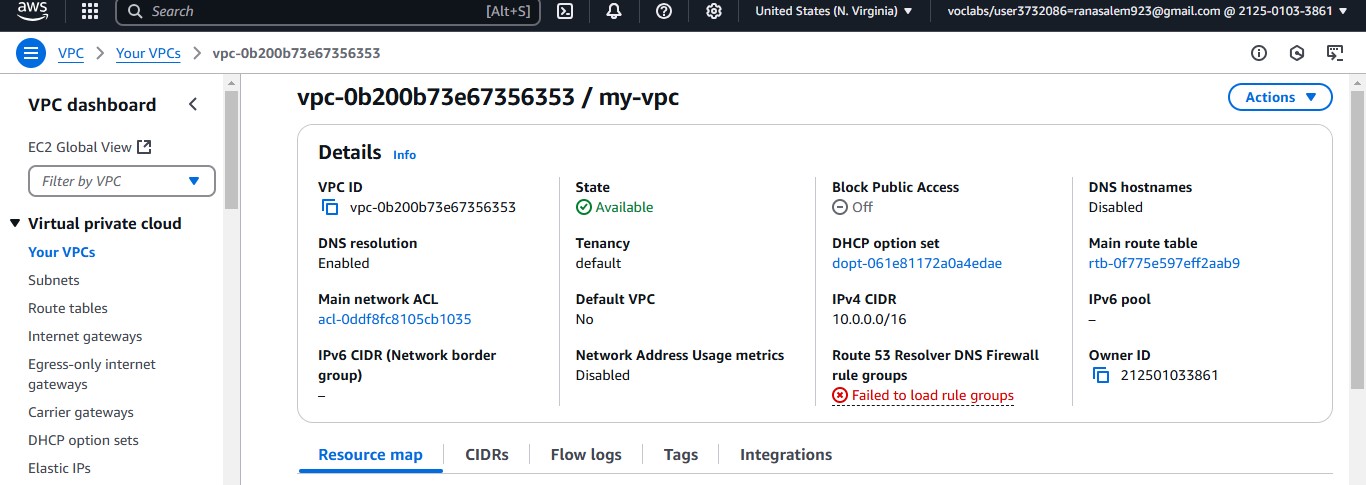 aws
Search [Alt+S] United States (N. Virginia) voclabs/user3732086=ranasalem923@gmail.com @ 2125-0103-3861
VPC > Your VPCs > vpc-0b200b73e67356353
VPC dashboard
EC2 Global View
Filter by VPC
Virtual private cloud
Your VPCs
Subnets
Route tables
Internet gateways
Egress-only internet
gateways
Carrier gateways
DHCP option sets
Elastic IPs
vpc-0b200b73e67356353 / my-vpc
Actions
Details Info
VPC ID
vpc-0b200b73e67356353
State
Available
Block Public Access
Off
DNS hostnames
Disabled
DNS resolution
Enabled
Tenancy
default
DHCP option set
dopt-061e81172a0a4edae
Main route table
rtb-0f775e597eff2aab9
Main network ACL
acl-0ddf8fc8105cb1035
Default VPC
No
IPv4 CIDR
10.0.0.0/16
IPv6 pool
–
IPv6 CIDR (Network border
group)
–
Network Address Usage metrics
Disabled
Route 53 Resolver DNS Firewall
rule groups
Failed to load rule groups
Owner ID
212501033861
Resource map CIDRs Flow logs Tags Integrations